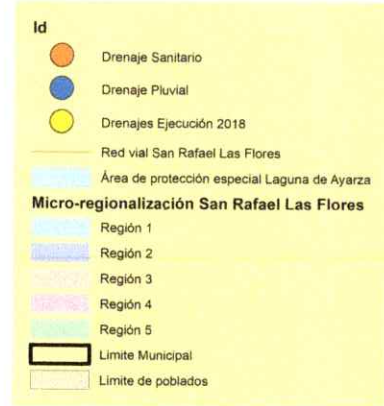 Id
Drenaje Sanitario
Drenaje Pluvial
Drenajes Ejecución 2018
Red vial San Rafael Las Flores
Área de protección especial Laguna de Ayarza
Micro-regionalización San Rafael Las Flores
Región 1
Región 2
Región 3
Región 4
Región 5
Limite Municipal
Limite de poblados